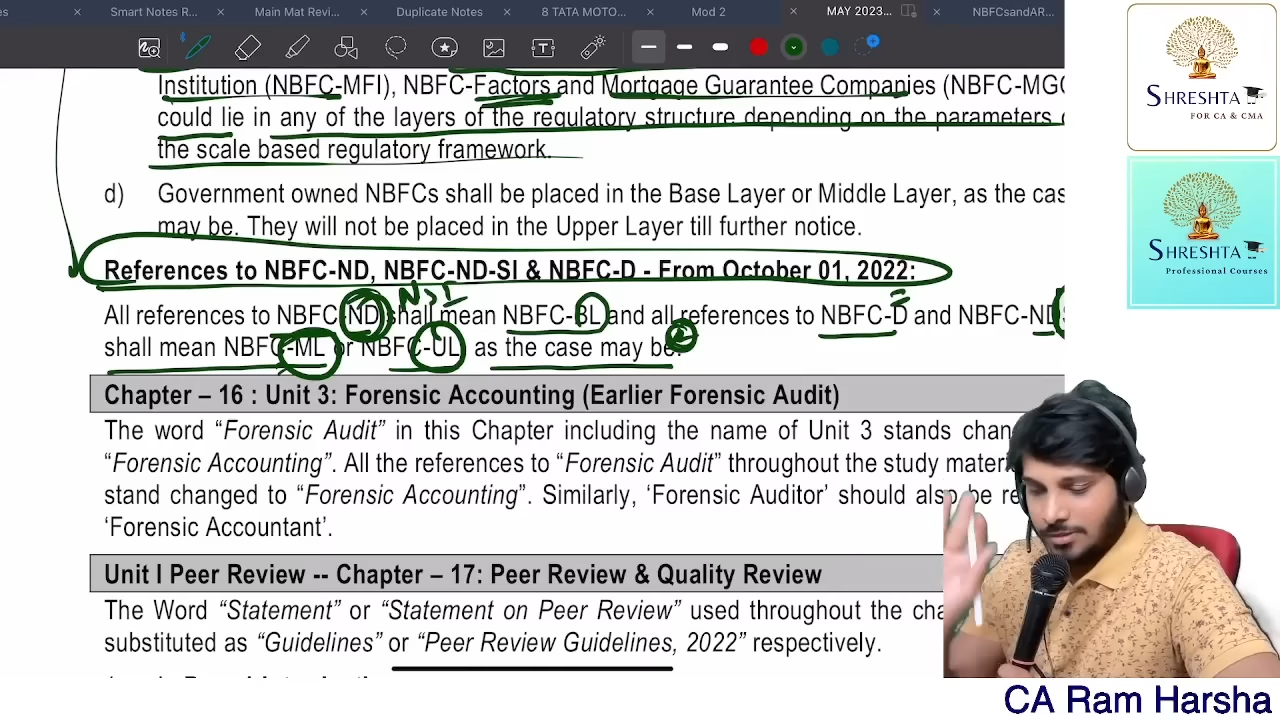 es
Smart Notes R...
Main Mat Revi...
Duplicate Notes
8 TATA MOTO...
Mod 2
MAY 2023...
NBFCsandAR...
Institution (NBFC-MFI), NBFC-Factors and Mortgage Guarantee Companies (NBFC-MGC
could lie in any of the layers of the regulatory structure depending on the parameters
the scale based regulatory framework.
d) Government owned NBFCs shall be placed in the Base Layer or Middle Layer, as the cas
may be. They will not be placed in the Upper Layer till further notice.
References to NBFC-ND, NBFC-ND-SI & NBFC-D - From October 01, 2022:
NSI
All references to NBFC-ND shall mean NBFC-BL and all references to NBFC-D and NBFC-ND
shall mean NBFC-ML or NBFC-UL, as the case may be.
Chapter – 16 : Unit 3: Forensic Accounting (Earlier Forensic Audit)
The word “Forensic Audit” in this Chapter including the name of Unit 3 stands chan
“Forensic Accounting”. All the references to “Forensic Audit” throughout the study materi
stand changed to “Forensic Accounting”. Similarly, ‘Forensic Auditor’ should also be re
‘Forensic Accountant’.
Unit I Peer Review -- Chapter – 17: Peer Review & Quality Review
The Word “Statement” or “Statement on Peer Review” used throughout the cha
substituted as “Guidelines” or “Peer Review Guidelines, 2022” respectively.
SHRESHTA
FOR CA & CMA
SHRESHTA
Professional Courses
CA Ram Harsha